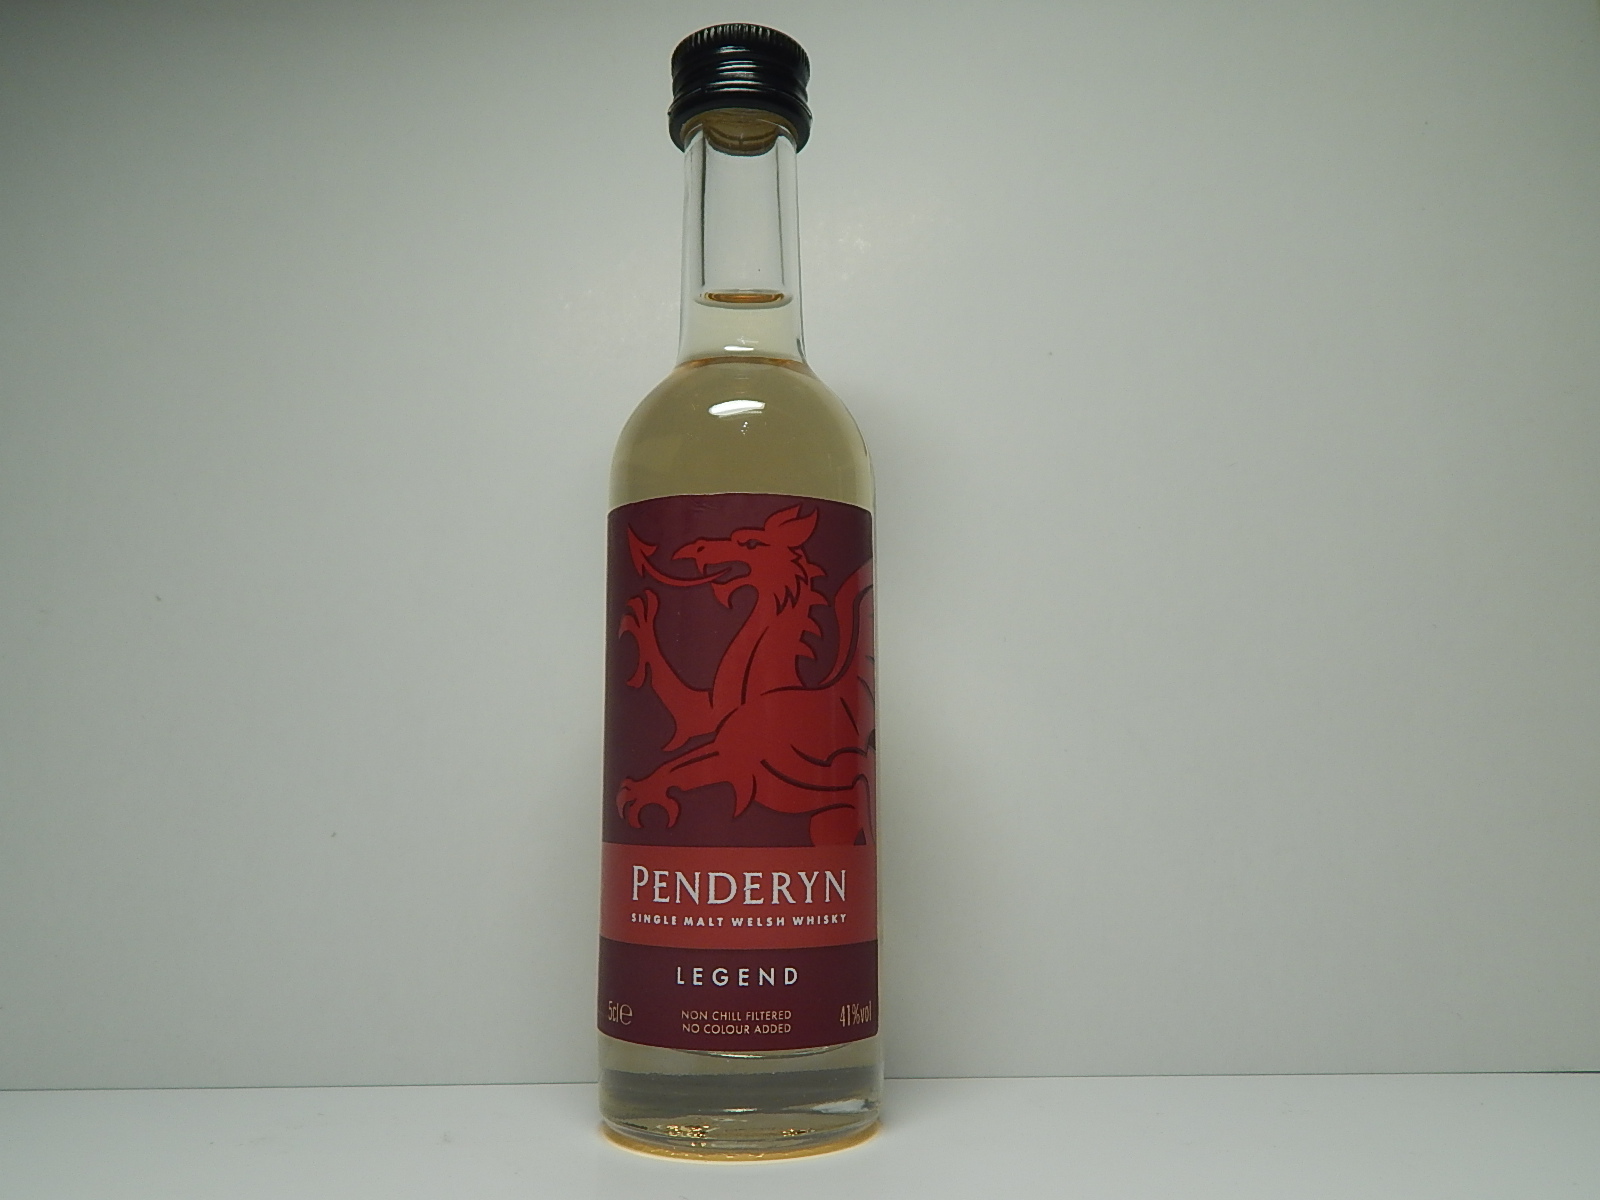 PENDERYN
SINGLE MALT WELSH WHISKY
LEGEND
5cl℮
NON CHILL FILTERED
NO COLOUR ADDED
41%vol